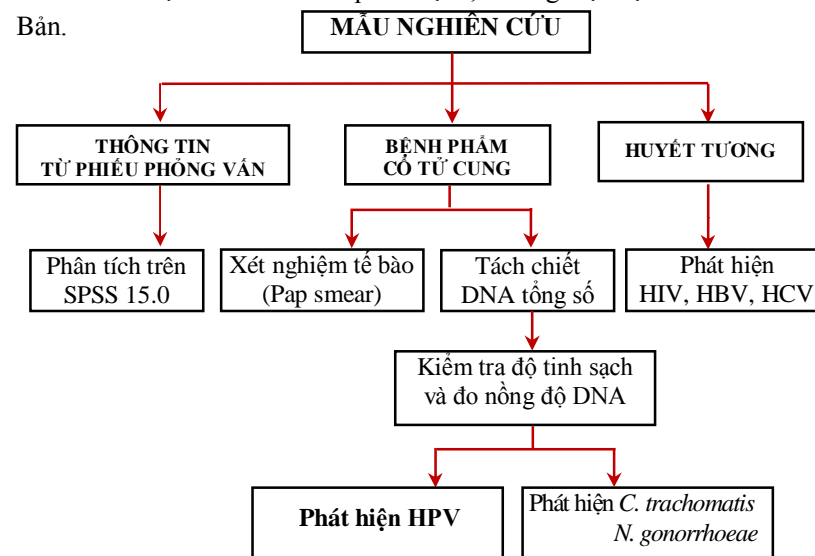 Bản.
MẪU NGHIÊN CỨU
THÔNG TIN
TỪ PHIẾU PHỎNG VẤN
BỆNH PHẨM
CỔ TỬ CUNG
HUYẾT TƯƠNG
Phân tích trên
SPSS 15.0
Xét nghiệm tế bào
(Pap smear)
Tách chiết
DNA tổng số
Phát hiện
HIV, HBV, HCV
Kiểm tra độ tinh sạch
và đo nồng độ DNA
Phát hiện HPV
Phát hiện C. trachomatis
N. gonorrhoeae